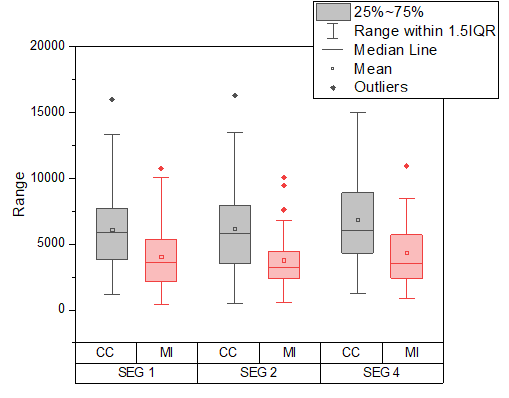 25%~75%
Range within 1.5IQR
Median Line
Mean
Outliers
20000
15000
10000
5000
0
Range
CC MI CC MI CC MI
SEG 1 SEG 2 SEG 4